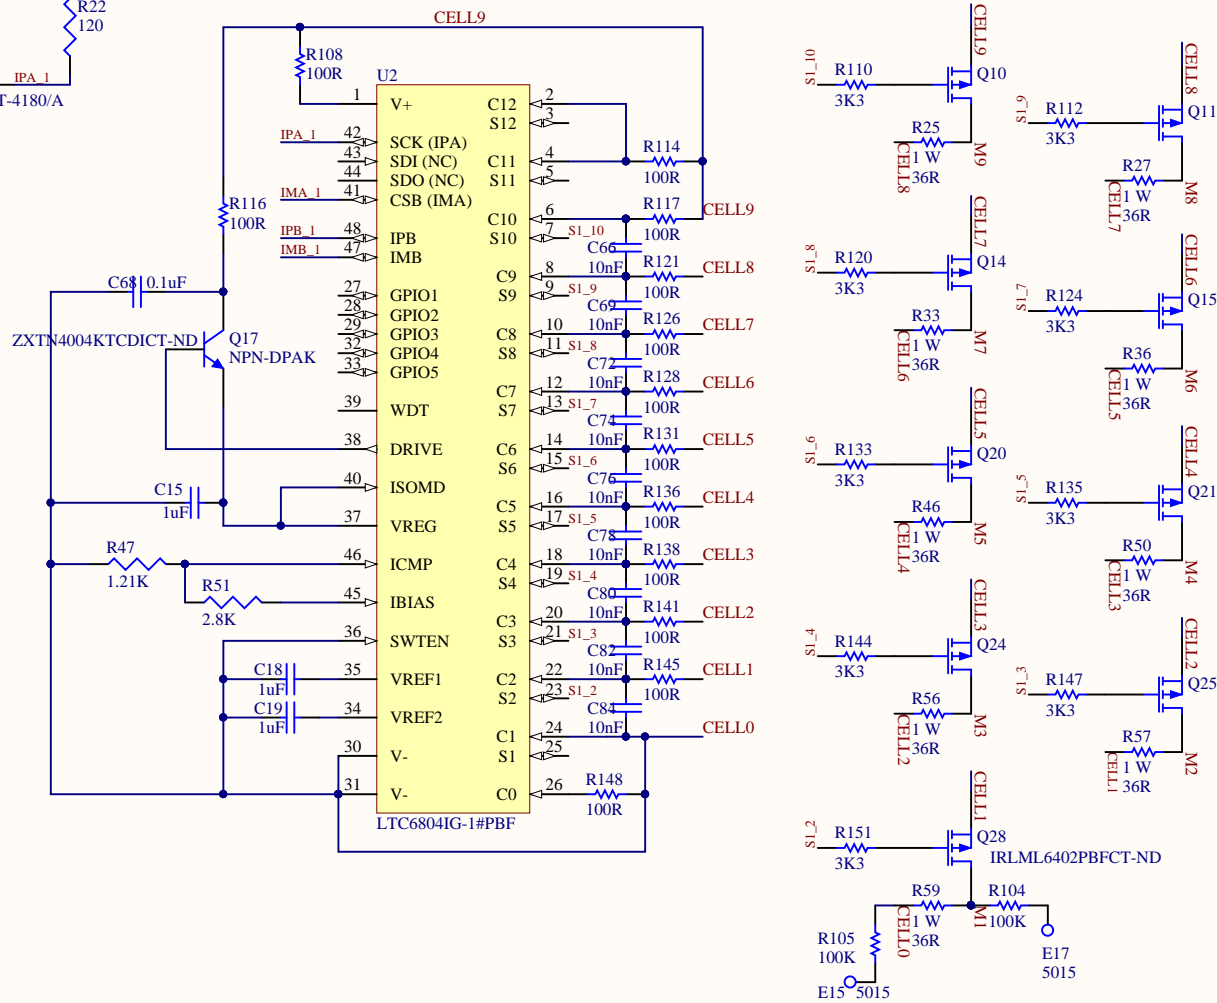 R22
120
IPA_1
T-4180/A
CELL9
R108
100R
U2
1
V+
42
IPA_1
SCK (IPA)
43
SDI (NC)
44
SDO (NC)
41
IMA_1
CSB (IMA)
R116
100R
48
IPB_1
IPB
47
IMB_1
IMB
27
GPIO1
28
GPIO2
29
GPIO3
32
GPIO4
33
GPIO5
C68 0.1uF
ZXTN4004KTCDICT-ND
Q17
NPN-DPAK
39
WDT
38
DRIVE
40
ISOMD
C15
1uF
37
VREG
R47
1.21K
46
ICMP
R51
2.8K
45
IBIAS
36
SWTEN
C18
1uF
35
VREF1
C19
1uF
34
VREF2
30
V-
31
V-
LTC6804IG-1#PBF
C12
2
S12
3
C11
4
R114
100R
S11
5
C10
6
R117
100R
CELL9
S10
7
S1_10
C66
10nF
C9
8
R121
100R
CELL8
S9
9
S1_9
C69
10nF
C8
10
R126
100R
CELL7
S8
11
S1_8
C72
10nF
C7
12
R128
100R
CELL6
S7
13
S1_7
C74
10nF
C6
14
R131
100R
CELL5
S6
15
S1_6
C76
10nF
C5
16
R136
100R
CELL4
S5
17
S1_5
C78
10nF
C4
18
R138
100R
CELL3
S4
19
S1_4
C80
10nF
C3
20
R141
100R
CELL2
S3
21
S1_3
C82
10nF
C2
22
R145
100R
CELL1
S2
23
S1_2
C84
10nF
C1
24
CELL0
S1
25
C0
26
R148
100R
S1_10
R110
3K3
CELL9
Q10
R25
1 W
36R
CELL8
M9
S1_9
R112
3K3
CELL8
Q11
R27
1 W
36R
CELL7
M8
S1_8
R120
3K3
CELL7
Q14
R33
1 W
36R
CELL6
M7
S1_7
R124
3K3
CELL6
Q15
R36
1 W
36R
CELL5
M6
S1_6
R133
3K3
CELL5
Q20
R46
1 W
36R
CELL4
M5
S1_5
R135
3K3
CELL4
Q21
R50
1 W
36R
CELL3
M4
S1_4
R144
3K3
CELL3
Q24
R56
1 W
36R
CELL2
M3
S1_3
R147
3K3
CELL2
Q25
R57
1 W
36R
CELL1
M2
S1_2
R151
3K3
CELL1
Q28
IRLML6402PBFCT-ND
R59
1 W
36R
CELL0
M1
R104
100K
R105
100K
E17
5015
E15 5015